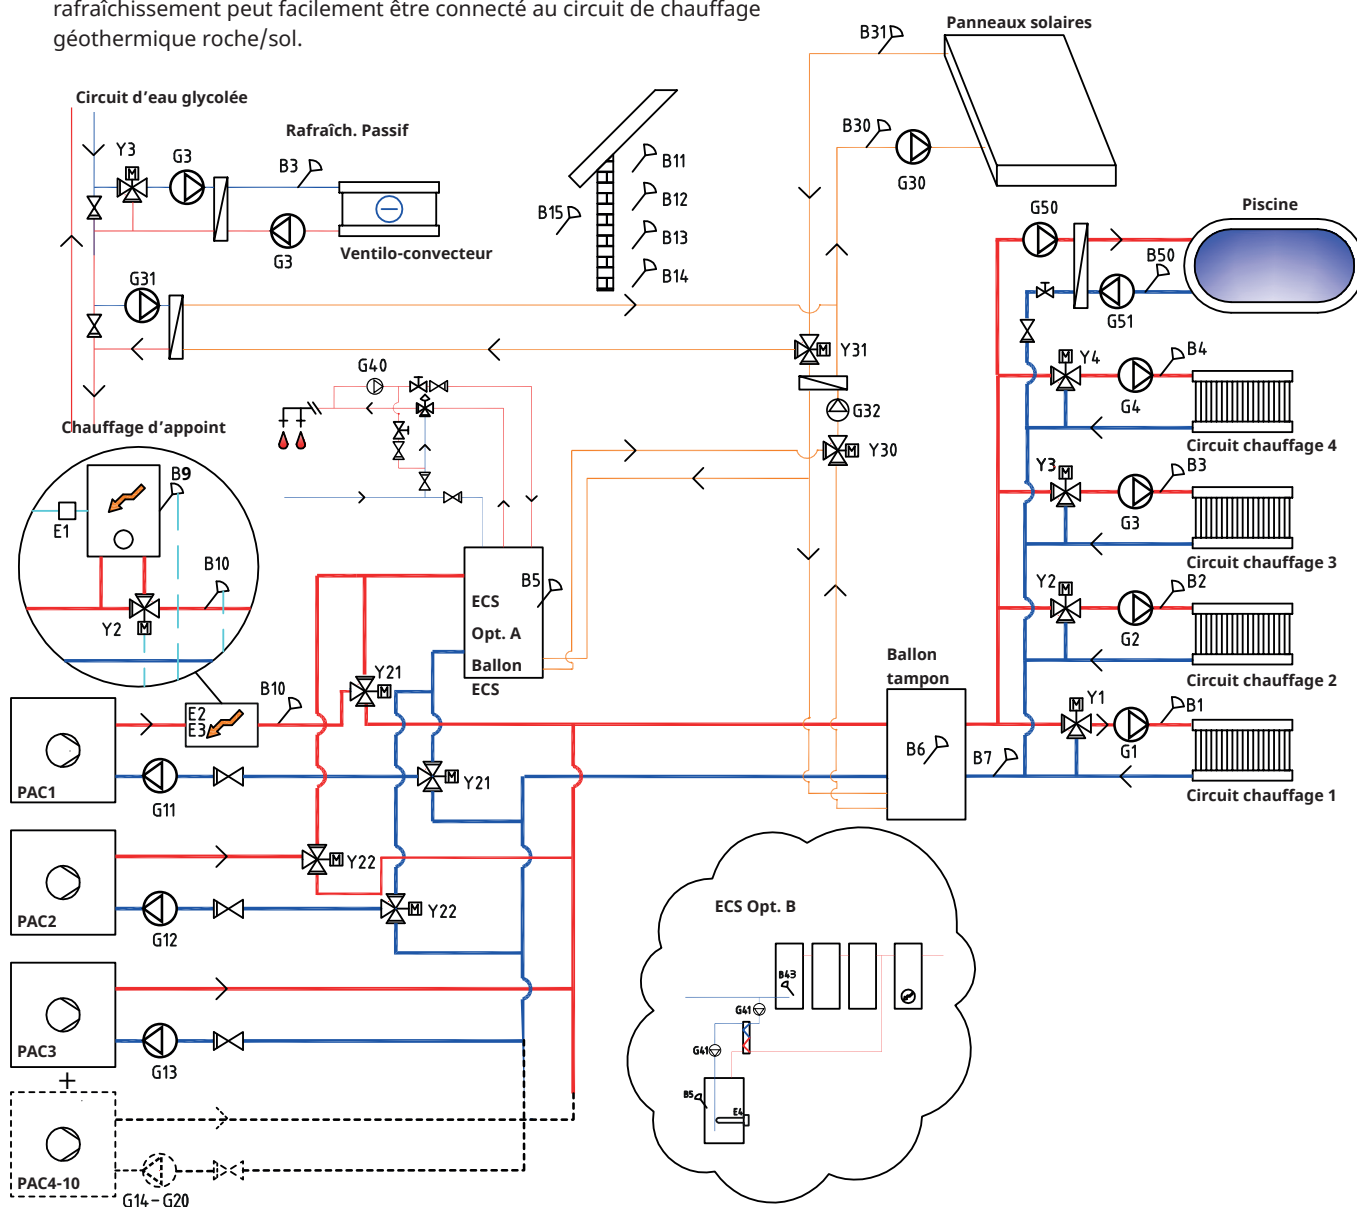 rafraîchissement peut facilement être connecté au circuit de chauffage
géothermique roche/sol.
Panneaux solaires
B31
B30
G30
Circuit d’eau glycolée
Rafraîch. Passif
Y3
G3
B3
M
G3
Ventilo-convecteur
B11
B12
B15
B13
B14
G31
G50
Piscine
B50
G51
M
Y31
G32
M
Y30
G40
Y4
M
B4
G4
Circuit chauffage 4
Y3
M
B3
G3
Circuit chauffage 3
Y2
M
B2
G2
Circuit chauffage 2
Y1
M
B1
G1
Circuit chauffage 1
Chauffage d’appoint
B9
E1
B10
Y2
M
B5
ECS
Opt. A
Ballon
ECS
Ballon
tampon
B6
B7
Y21
M
B10
E2
E3
PAC1
G11
M
Y21
PAC2
M
Y22
G12
M
Y22
PAC3
G13
+
PAC4-10
G14-G20
ECS Opt. B
B43
G41
G41
B5
E4